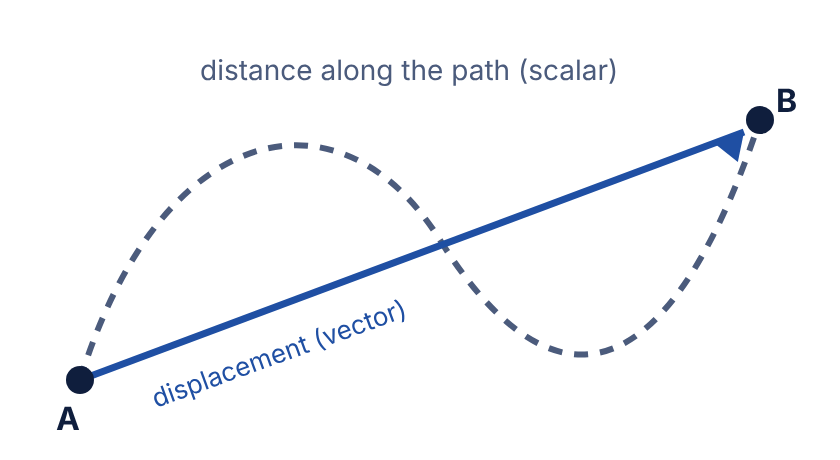 distance along the path (scalar)
B
displacement (vector)
A